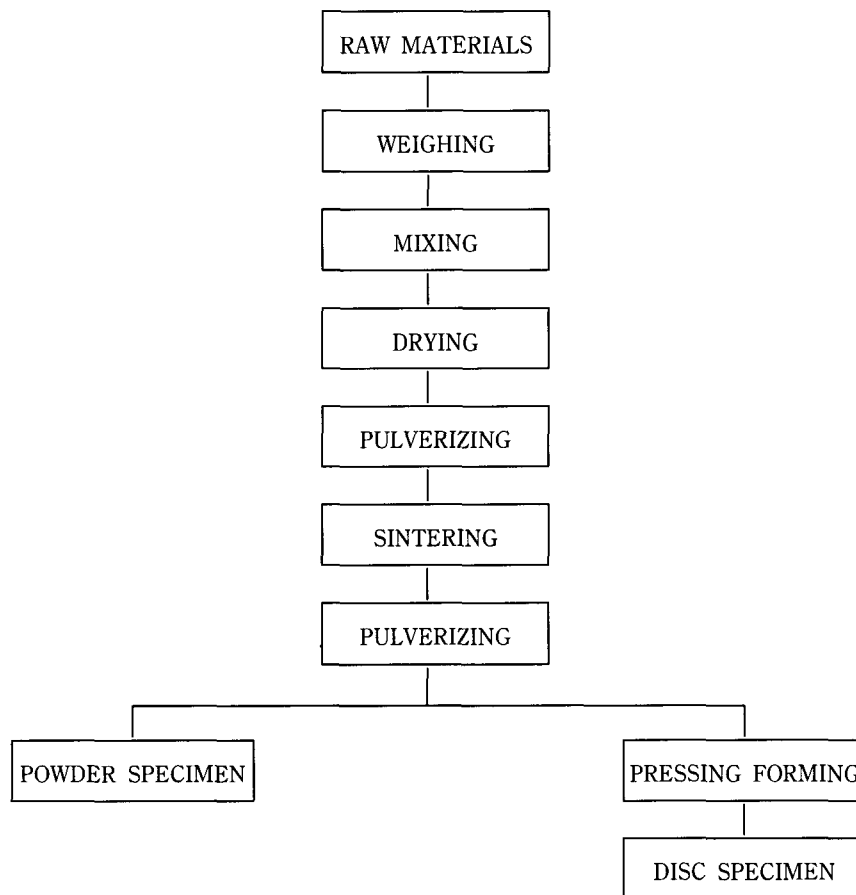 RAW MATERIALS
WEIGHING
MIXING
DRYING
PULVERIZING
SINTERING
PULVERIZING
POWDER SPECIMEN
PRESSING FORMING
DISC SPECIMEN